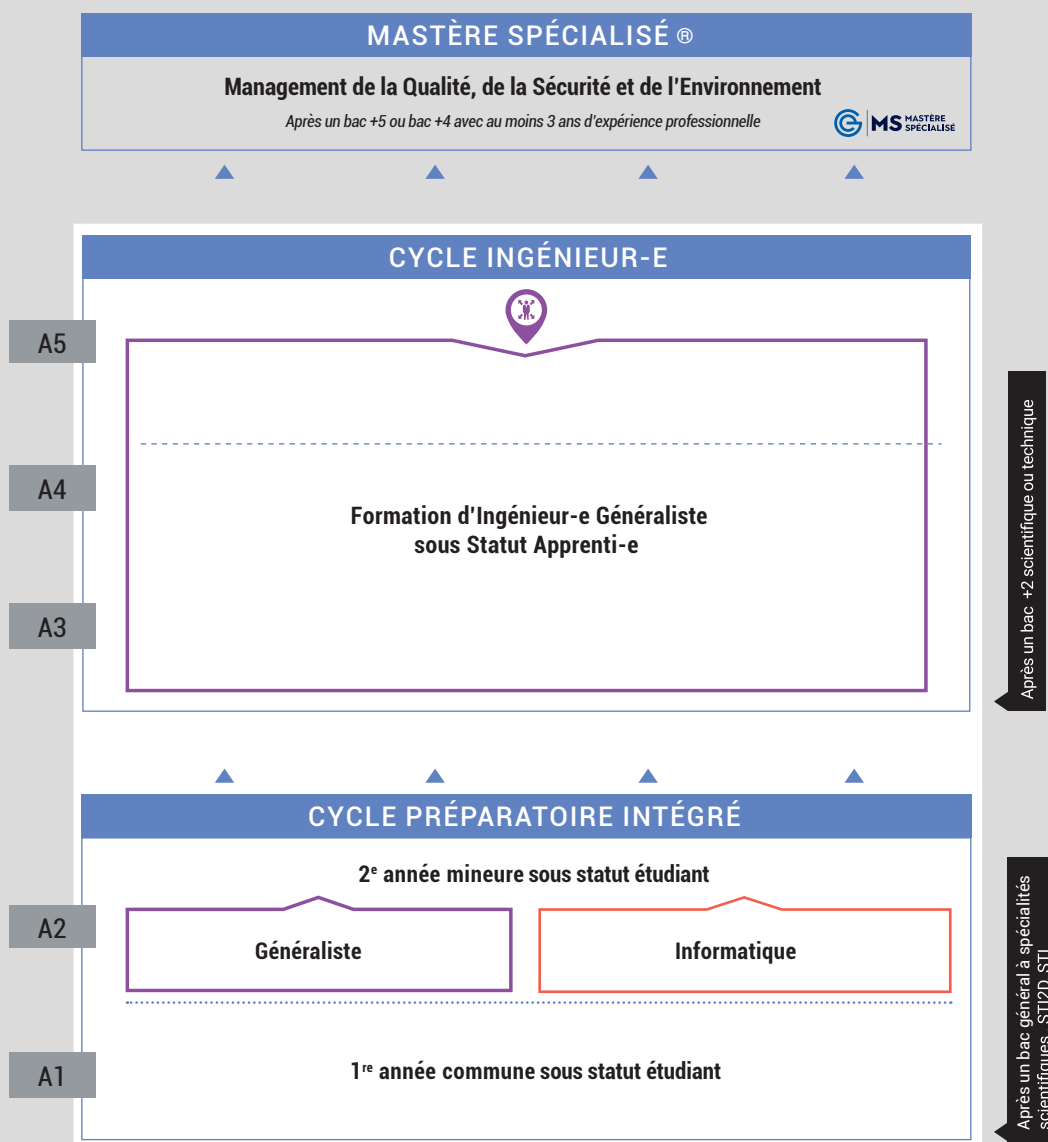 MASTÈRE SPÉCIALISÉ ®
Management de la Qualité, de la Sécurité et de l'Environnement
Après un bac +5 ou bac +4 avec au moins 3 ans d'expérience professionnelle
MS MASTÈRE
SPÉCIALISÉ
CYCLE INGÉNIEUR-E
A5
A4
Formation d'Ingénieur-e Généraliste
sous Statut Apprenti-e
A3
Après un bac +2 scientifique ou technique
CYCLE PRÉPARATOIRE INTÉGRÉ
2e année mineure sous statut étudiant
A2
Généraliste
Informatique
A1
1re année commune sous statut étudiant
Après un bac général à spécialités
scientifiques, STI2D, STL